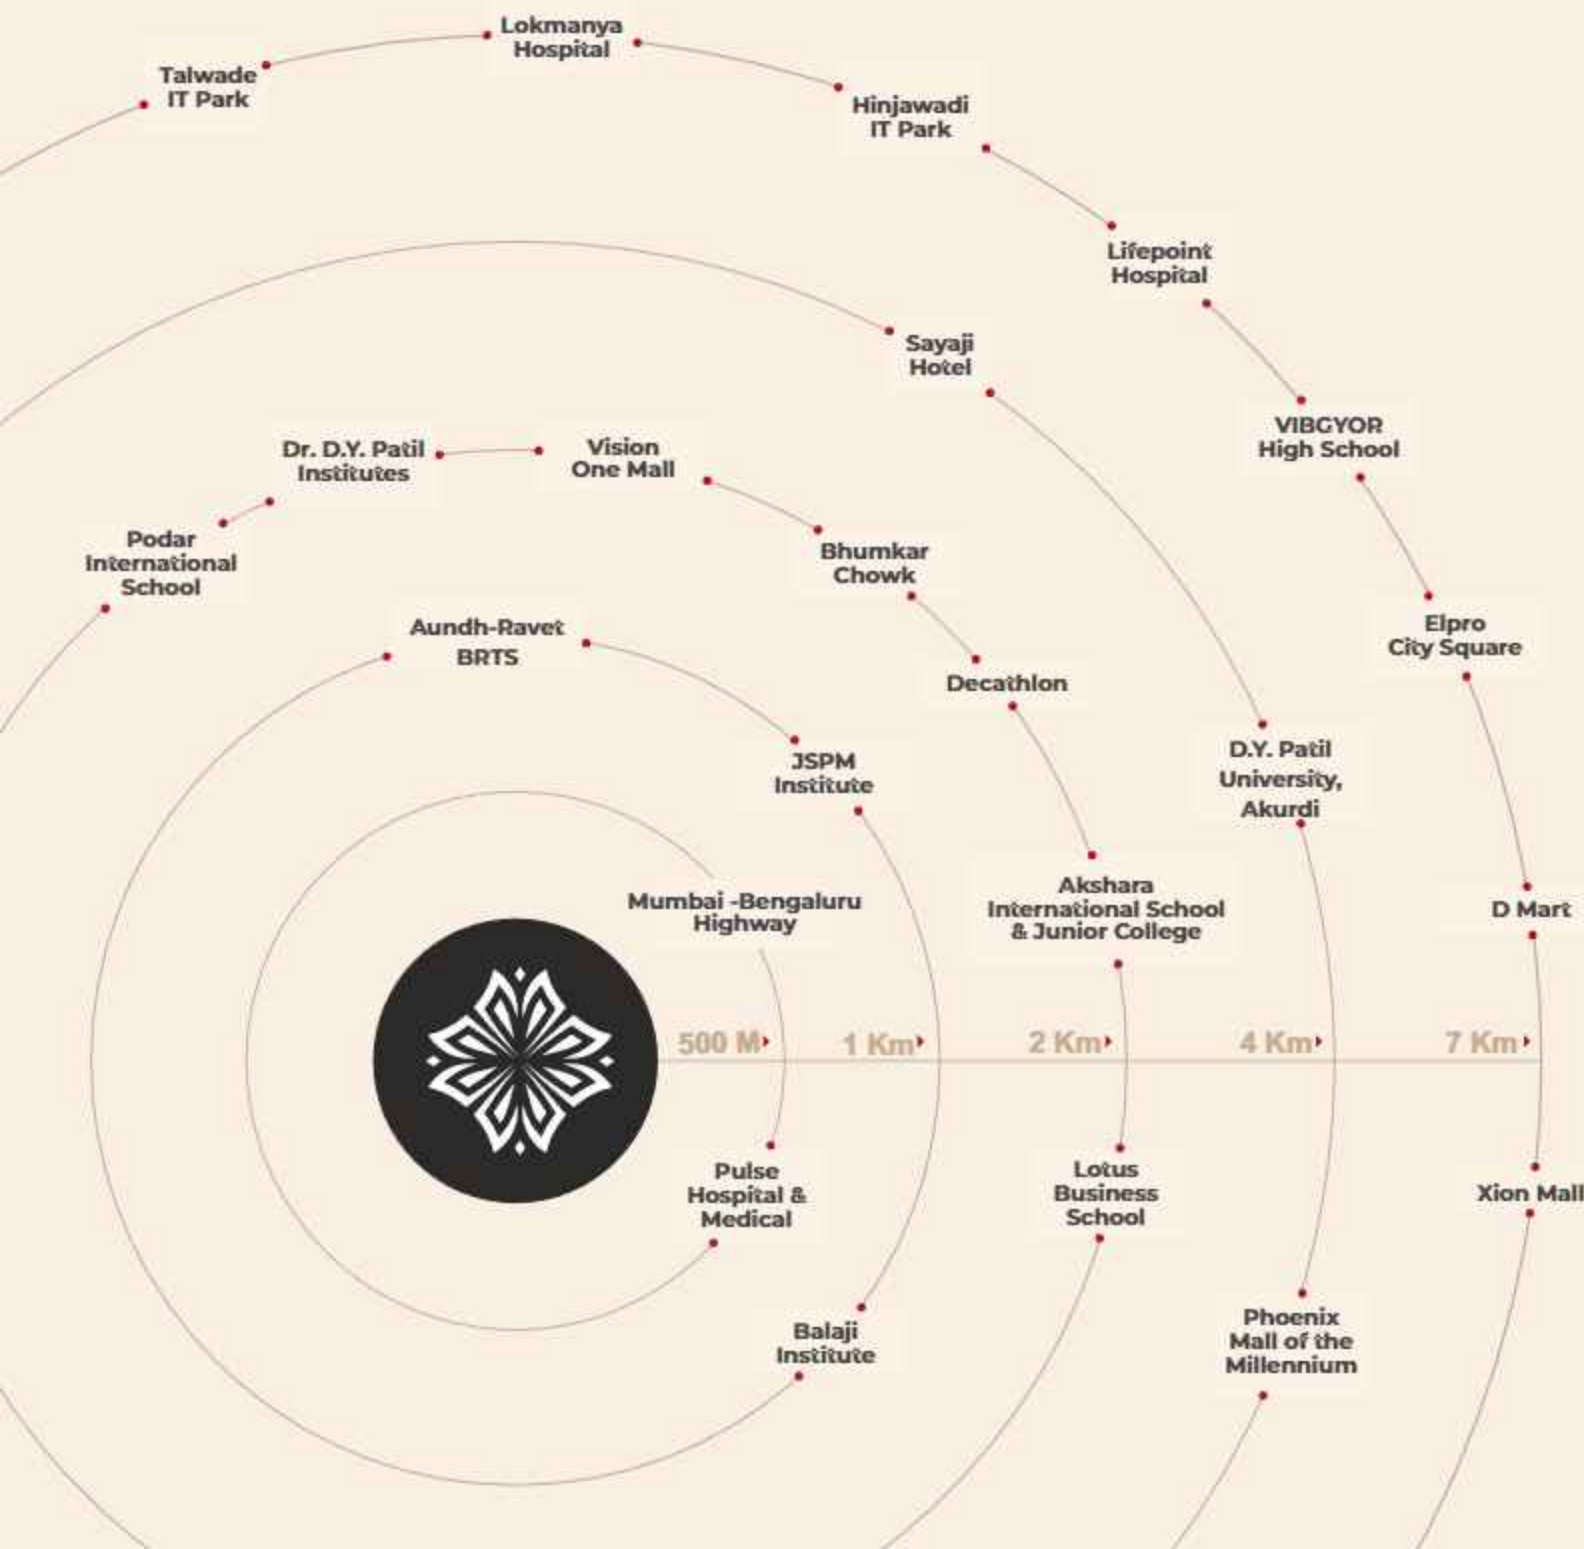 Lokmanya
Hospital
Talwade
IT Park
Hinjawadi
IT Park
Lifepoint
Hospital
Sayaji
Hotel
VIBGYOR
High School
Dr. D.Y. Patil
Institutes
Vision
One Mall
Podar
International
School
Bhumkar
Chowk
Aundh-Ravet
BRTS
Elpro
City Square
Decathlon
JSPM
Institute
D.Y. Patil
University,
Akurdi
Mumbai -Bengaluru
Highway
Akshara
International School
& Junior College
D Mart
500 M
1 Km
2 Km
4 Km
7 Km
Pulse
Hospital &
Medical
Lotus
Business
School
Xion Mall
Balaji
Institute
Phoenix
Mall of the
Millennium